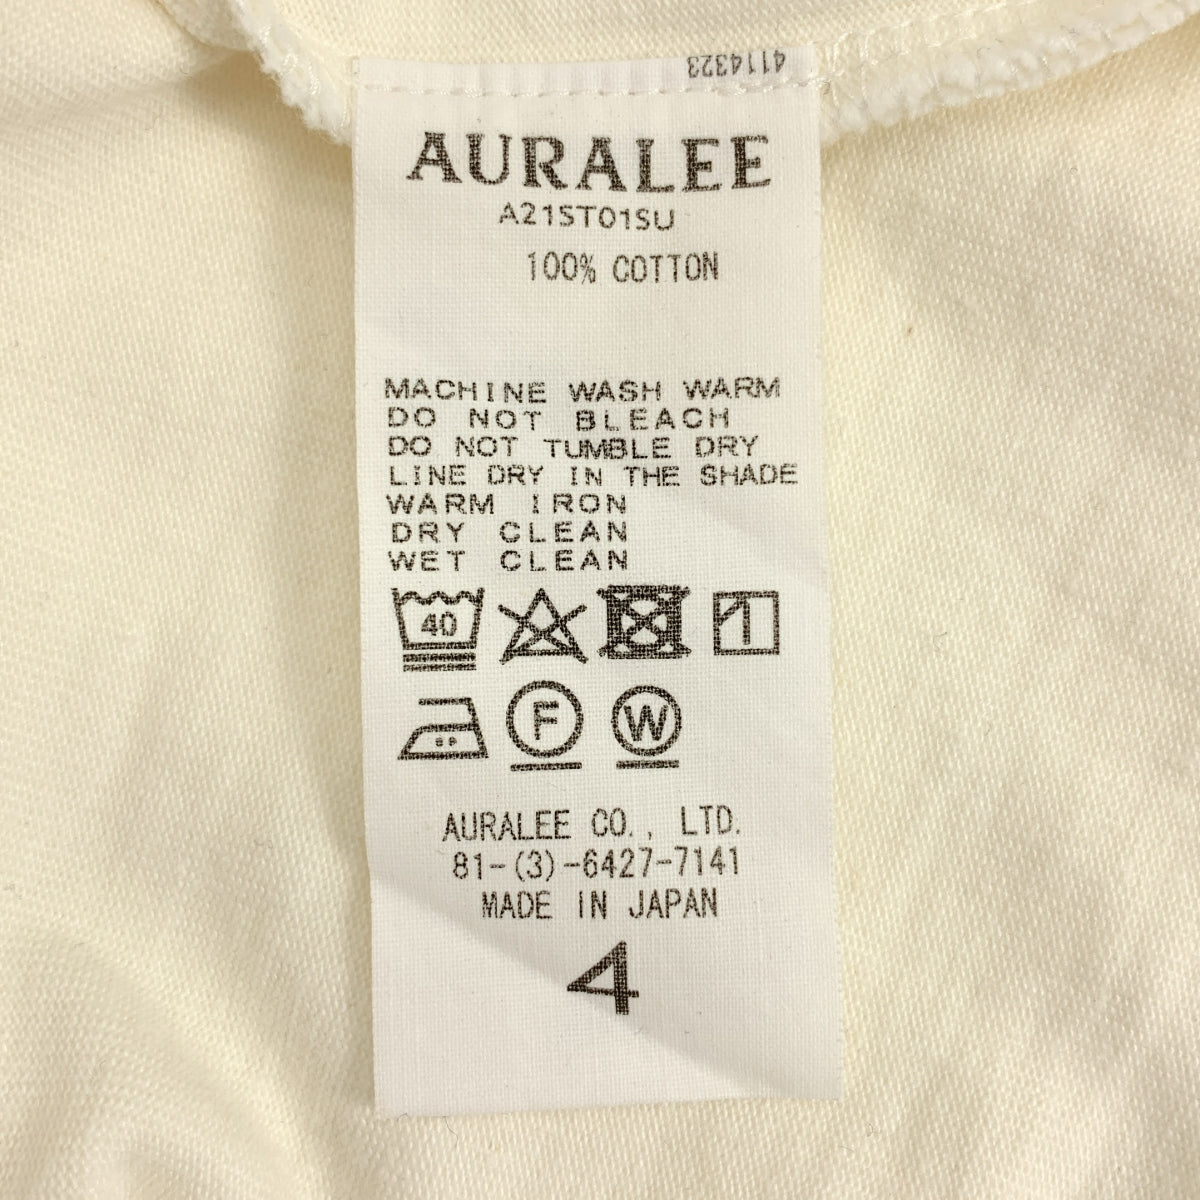 4114323
AURALEE
A21ST01SU
100% COTTON
MACHINE WASH WARM
DO NOT BLEACH
DO NOT TUMBLE DRY
LINE DRY IN THE SHADE
WARM IRON
DRY CLEAN
WET CLEAN
40
F W
AURALEE CO., LTD.
81-(3)-6427-7141
MADE IN JAPAN
4